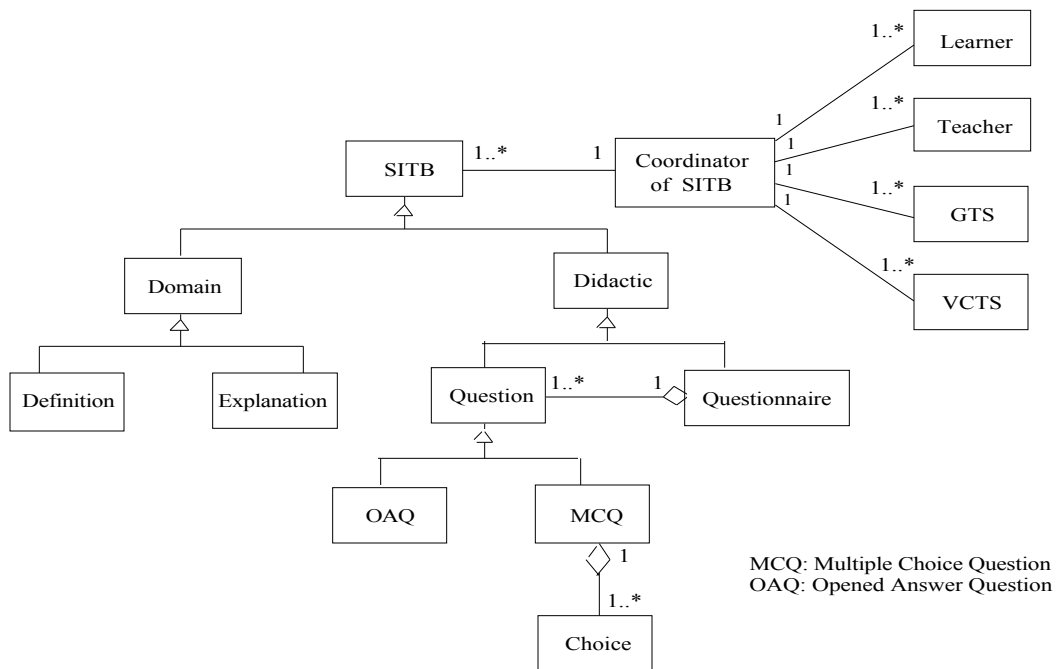 1..*
Learner
1..*
1
Teacher
1
1..*
1
SITB
1
Coordinator
of SITB
1
1..*
GTS
1..*
VCTS
Domain
Didactic
Definition
Explanation
Question
1..*
1
Questionnaire
OAQ
MCQ
1
1..*
Choice
MCQ: Multiple Choice Question
OAQ: Opened Answer Question